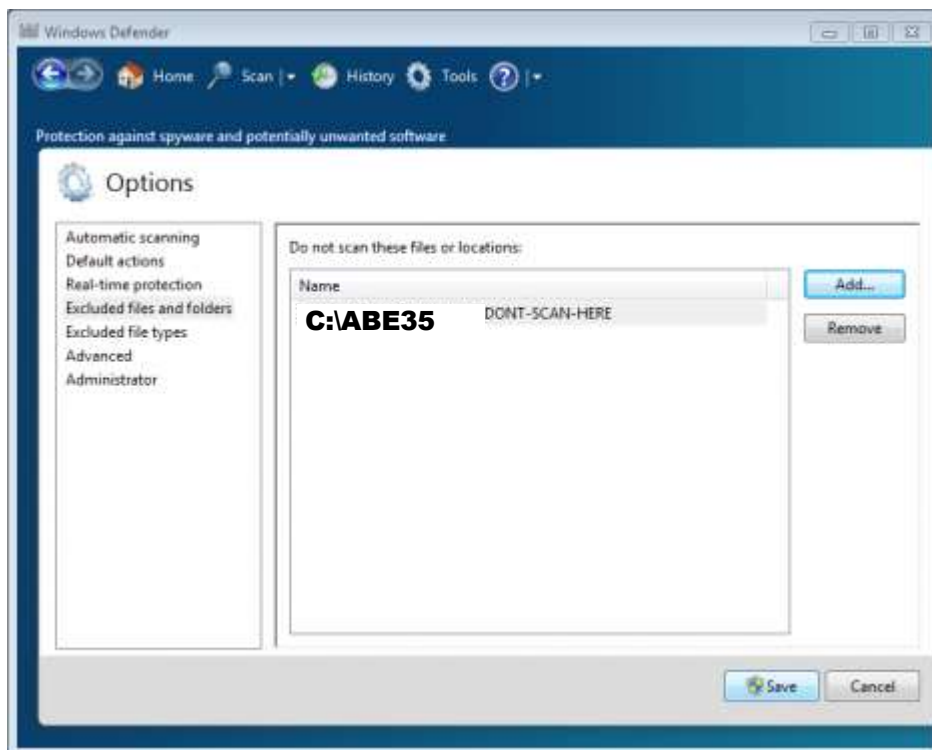 Windows Defender
Home Scan History Tools ?
Protection against spyware and potentially unwanted software
Options
Automatic scanning
Default actions
Real-time protection
Excluded files and folders
Excluded file types
Advanced
Administrator
Do not scan these files or locations:
Name
C:\ABE35 DONT-SCAN-HERE
Add...
Remove
Save Cancel